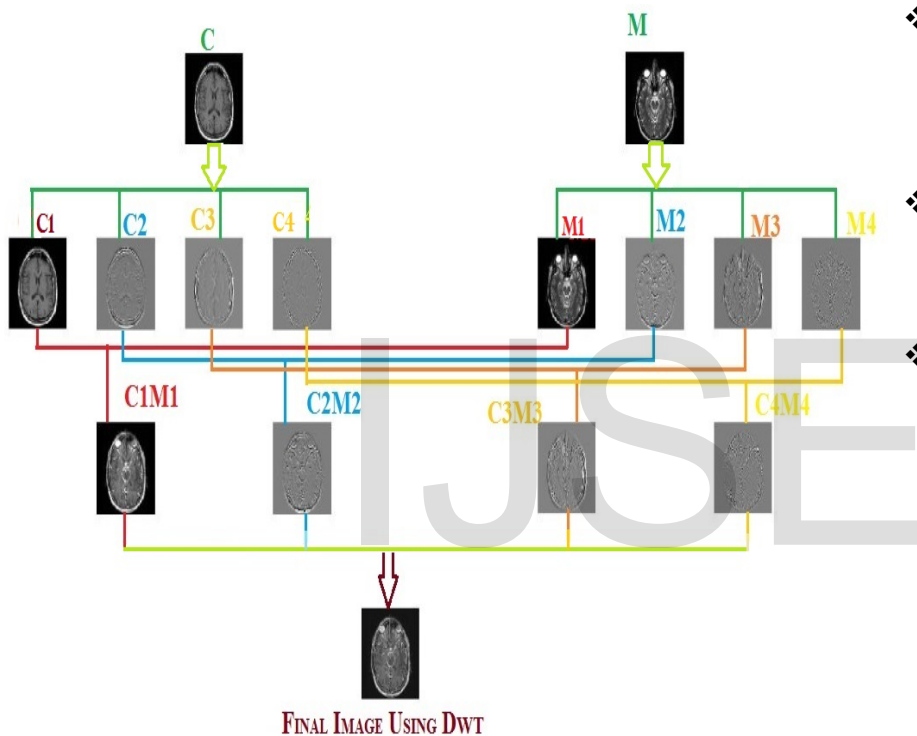 C
M
C1
C2
C3
C4
M1
M2
M3
M4
C1M1
C2M2
C3M3
C4M4
IJSE
FINAL IMAGE USING DWT